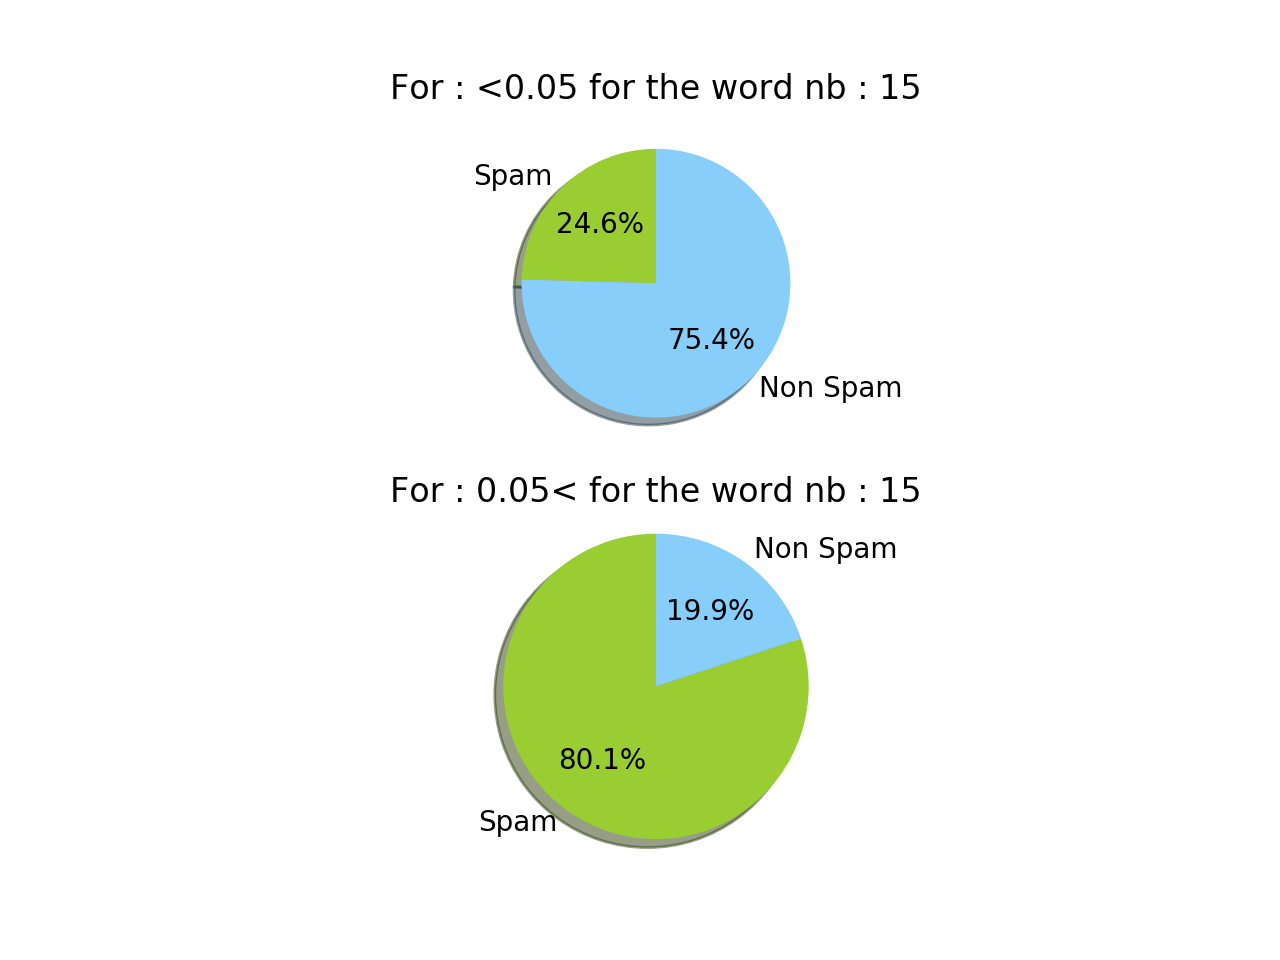 For : <0.05 for the word nb : 15
Spam
24.6%
75.4%
Non Spam
For : 0.05< for the word nb : 15
Non Spam
19.9%
80.1%
Spam